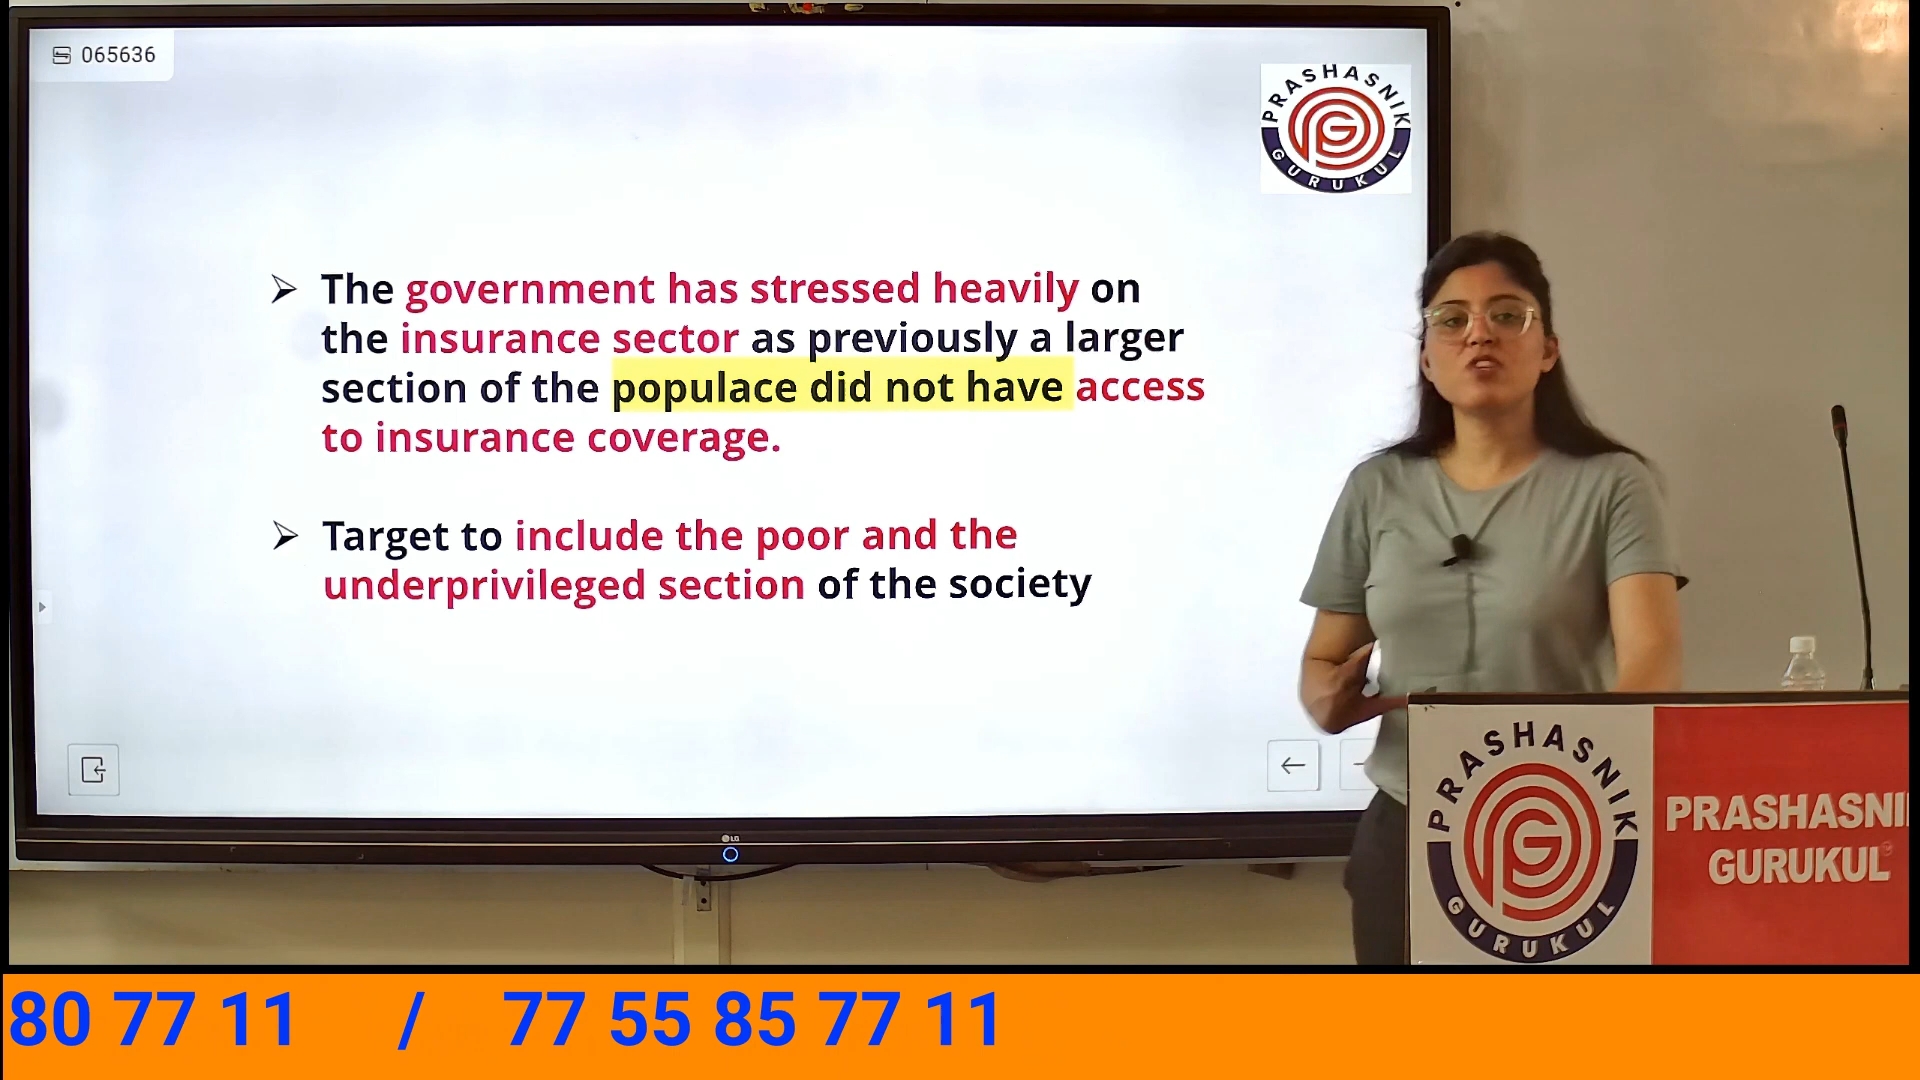 065636
PRASHASNIK
GURUKUL
➢ The government has stressed heavily on
the insurance sector as previously a larger
section of the populace did not have access
to insurance coverage.
➢ Target to include the poor and the
underprivileged section of the society
LG
PRASHASNIK
GURUKUL
PRASHASNI
GURUKUL
80 77 11 / 77 55 85 77 11